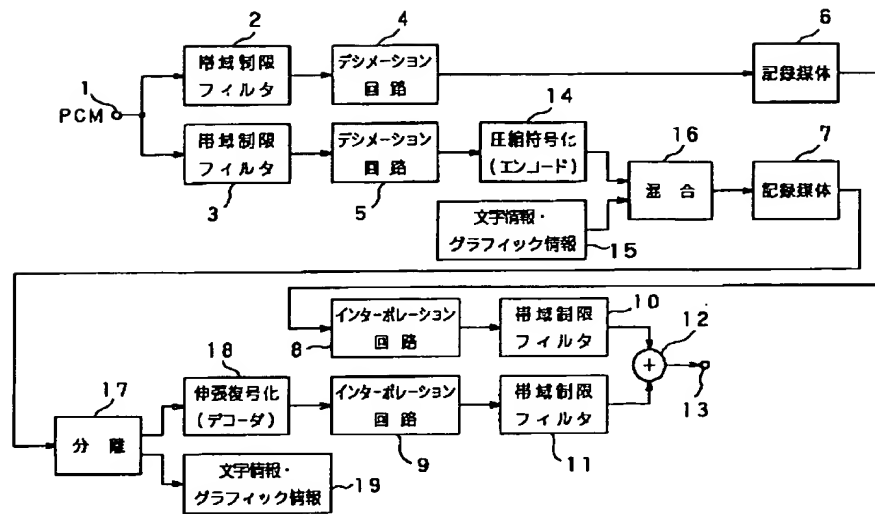 2
帯域制限
フィルタ
4
デシメーション
回路
6
記録媒体
1
PCM
帯域制限
フィルタ
3
デシメーション
回路
5
14
圧縮符号化
(エンコード)
16
混合
7
記録媒体
文字情報・
グラフィック情報
15
インターポレーション
回路
8
帯域制限
フィルタ
10
12
+
13
17
分離
18
伸張復号化
(デコーダ)
インターポレーション
回路
9
帯域制限
フィルタ
11
文字情報・
グラフィック情報
19